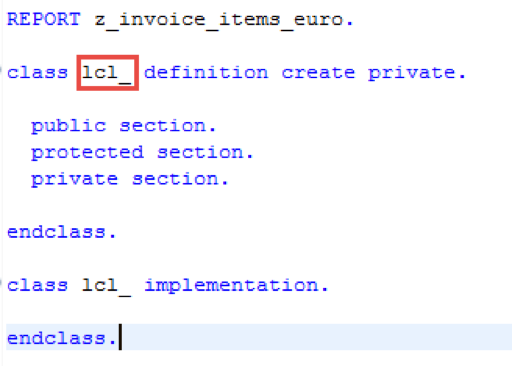 REPORT z_invoice_items_euro.
class lcl_ definition create private.
public section.
protected section.
private section.
endclass.
class lcl_ implementation.
endclass.